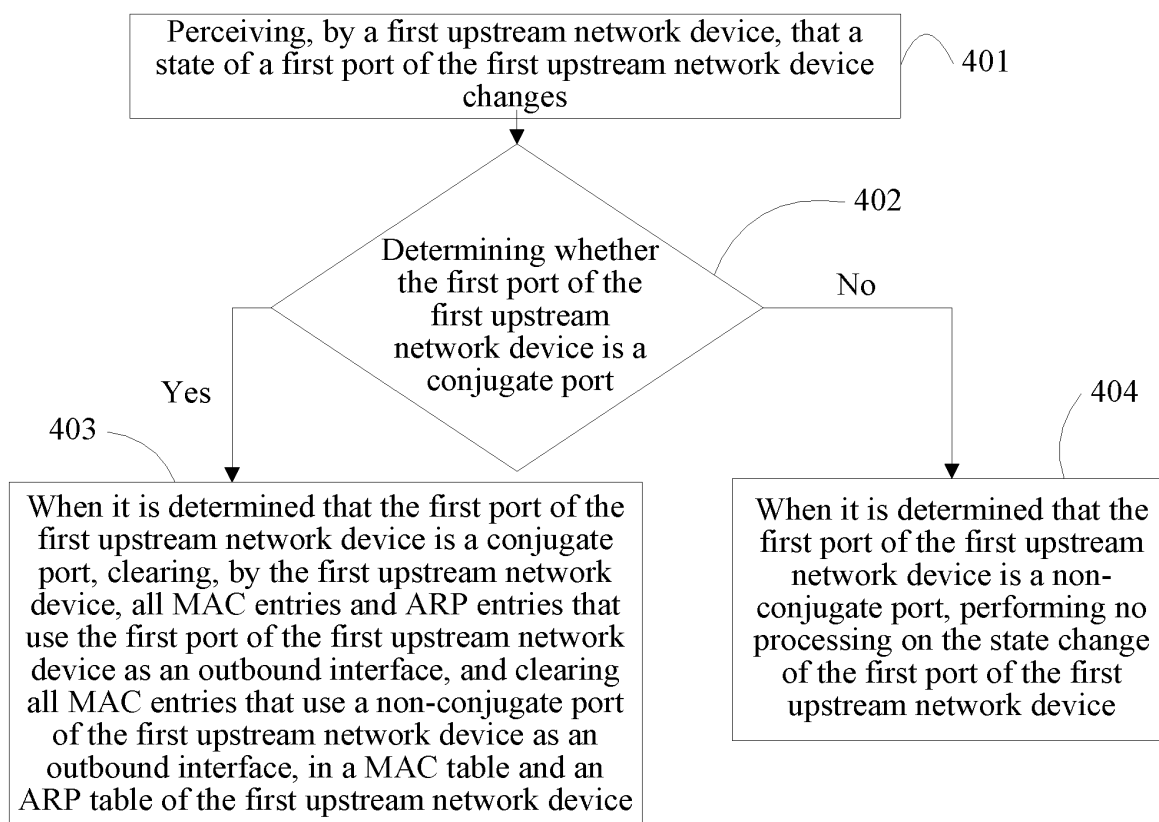 Perceiving, by a first upstream network device, that a
state of a first port of the first upstream network device
changes
401
402
Determining whether
the first port of the
first upstream
network device is a
conjugate port
Yes
No
403
When it is determined that the first port of the
first upstream network device is a conjugate
port, clearing, by the first upstream network
device, all MAC entries and ARP entries that
use the first port of the first upstream network
device as an outbound interface, and clearing
all MAC entries that use a non-conjugate port
of the first upstream network device as an
outbound interface, in a MAC table and an
ARP table of the first upstream network device
404
When it is determined that the
first port of the first upstream
network device is a non-
conjugate port, performing no
processing on the state change
of the first port of the first
upstream network device